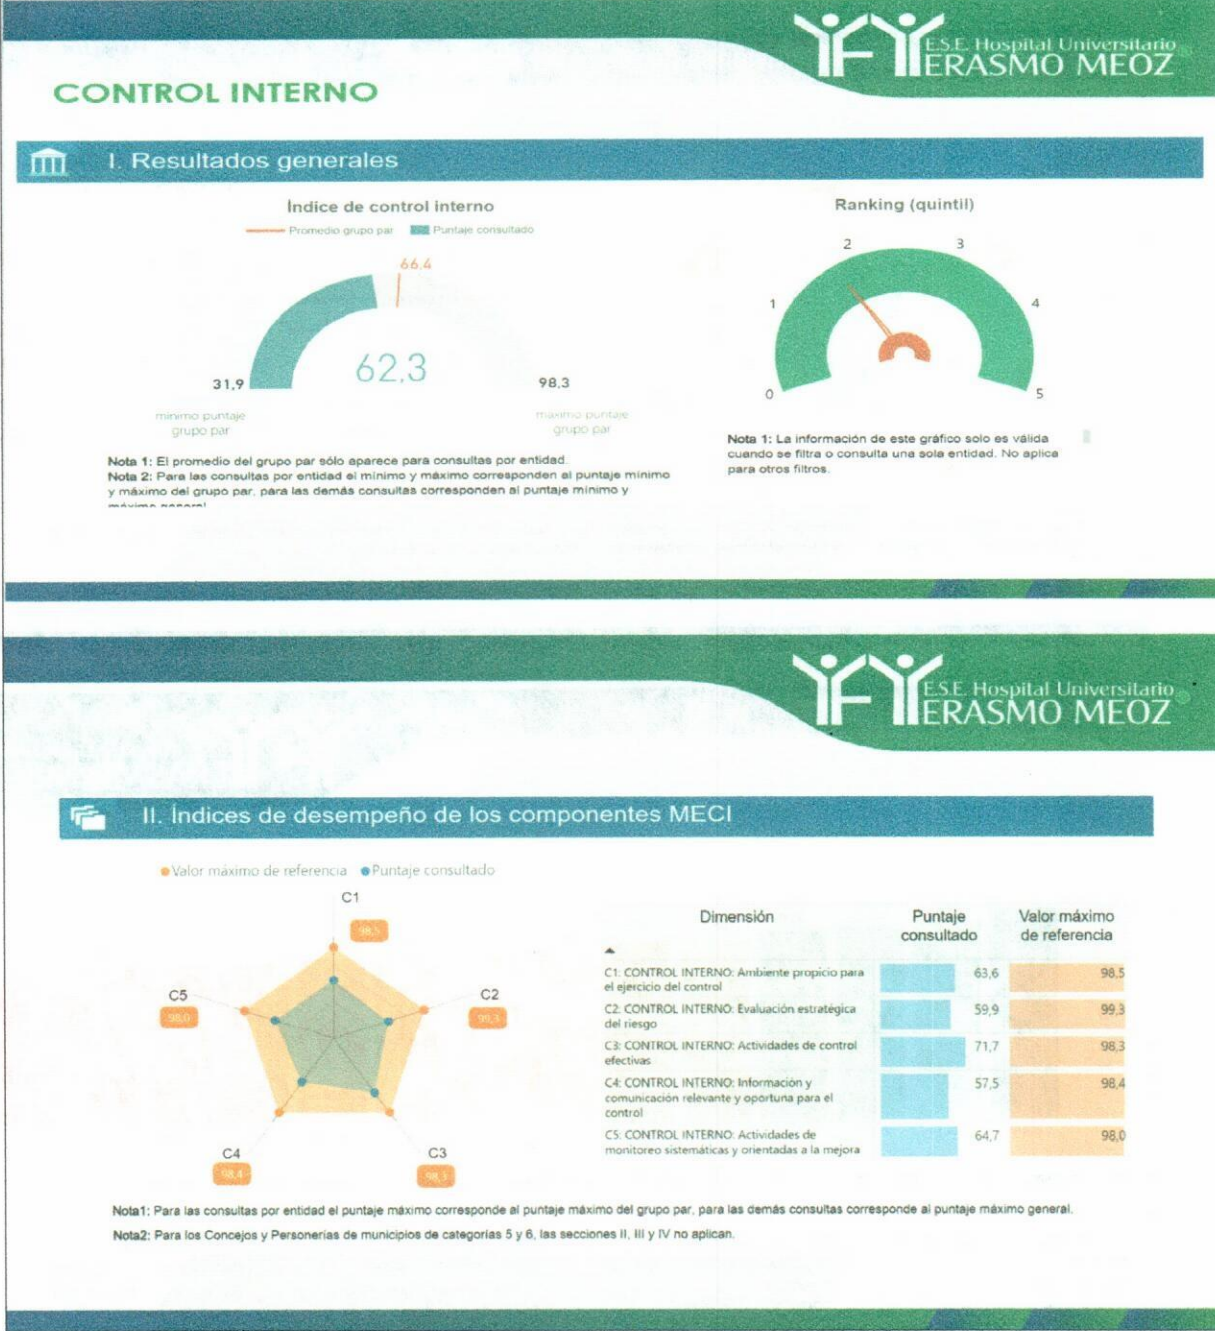 E.S.E. Hospital Universitario
ERASMO MEOZ
CONTROL INTERNO
I. Resultados generales
Índice de control interno
Promedio grupo par Puntaje consultado
66,4
62,3
31,9
98,3
mínimo puntaje
grupo par
máximo puntaje
grupo par
Nota 1: El promedio del grupo par sólo aparece para consultas por entidad.
Nota 2: Para las consultas por entidad el mínimo y máximo corresponden al puntaje mínimo
y máximo del grupo par, para las demás consultas corresponden al puntaje mínimo y
máximo general
Ranking (quintil)
0
1
2
3
4
5
Nota 1: La información de este gráfico solo es válida
cuando se filtra o consulta una sola entidad. No aplica
para otros filtros.
E.S.E. Hospital Universitario
ERASMO MEOZ
II. Índices de desempeño de los componentes MECI
Valor máximo de referencia Puntaje consultado
C1
98,5
C2
99,3
C3
98,3
C4
98,4
C5
98,0
Dimensión Puntaje consultado Valor máximo de referencia
C1: CONTROL INTERNO: Ambiente propicio para 63,6 98,5
el ejercicio del control
C2: CONTROL INTERNO: Evaluación estratégica 59,9 99,3
del riesgo
C3: CONTROL INTERNO: Actividades de control 71,7 98,3
efectivas
C4: CONTROL INTERNO: Información y 57,5 98,4
comunicación relevante y oportuna para el
control
C5: CONTROL INTERNO: Actividades de 64,7 98,0
monitoreo sistemáticas y orientadas a la mejora
Nota1: Para las consultas por entidad el puntaje máximo corresponde al puntaje máximo del grupo par, para las demás consultas corresponde al puntaje máximo general.
Nota2: Para los Concejos y Personerías de municipios de categorías 5 y 6, las secciones II, III y IV no aplican.